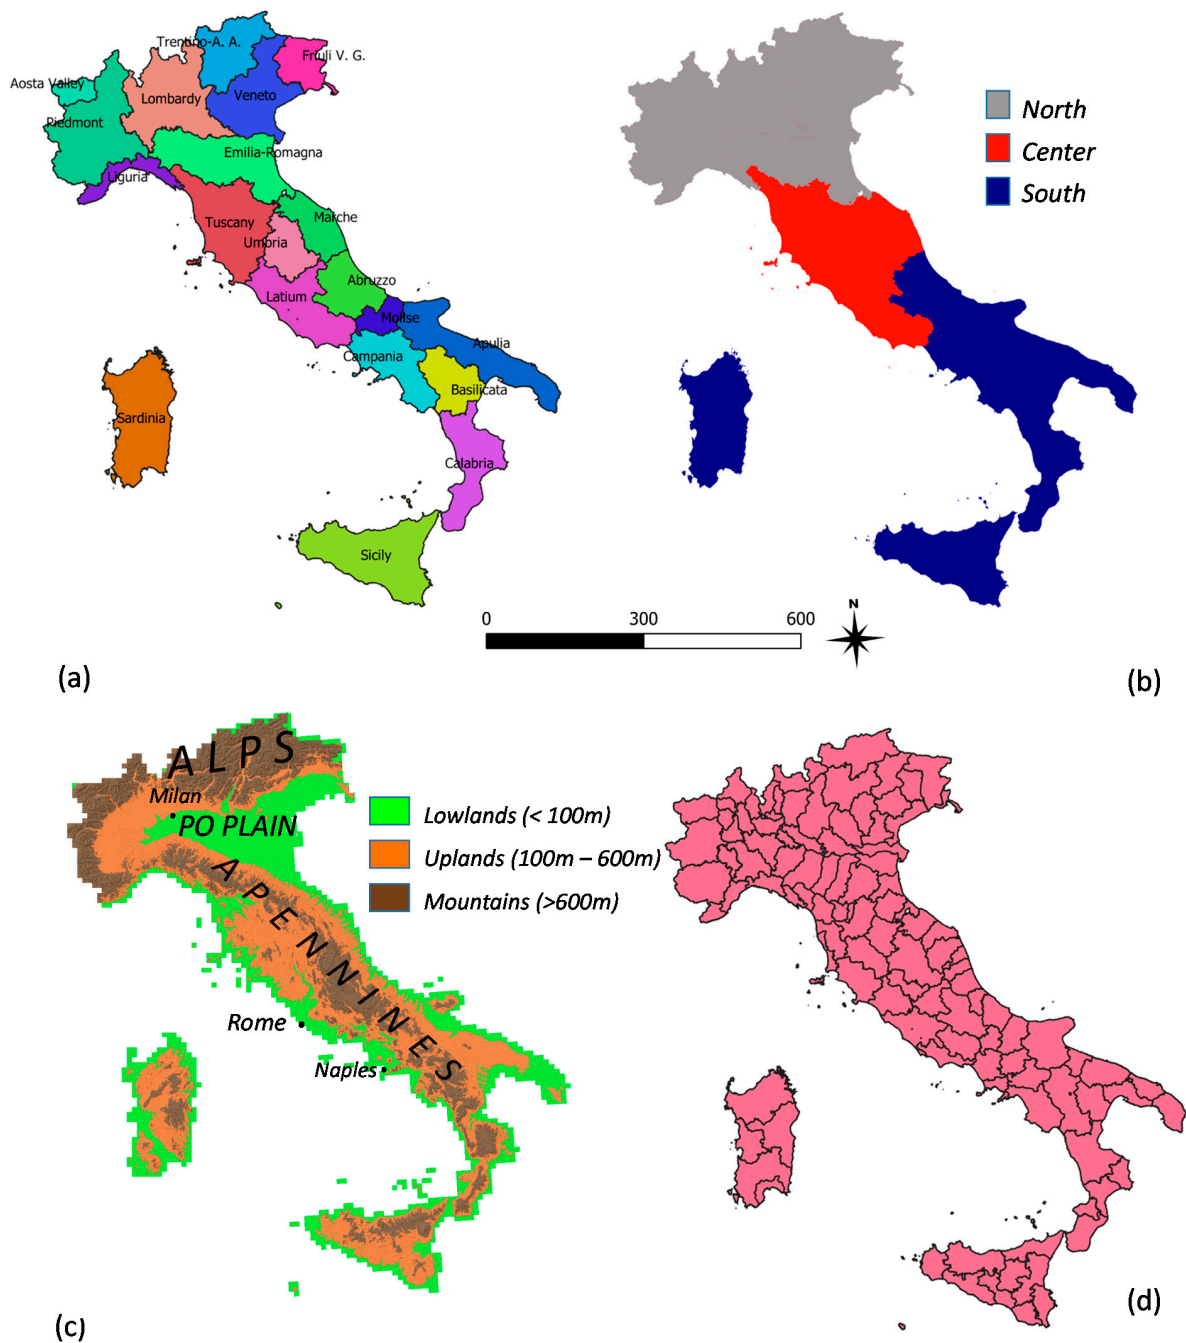 Trentino-A. A.
Friuli V. G.
Aosta Valley
Lombardy
Veneto
Piedmont
Emilia-Romagna
Liguria
Tuscany
Marche
Umbria
Abruzzo
Latium
Molise
Apulia
Campania
Basilicata
Sardinia
Calabria
Sicily
North
Center
South
0 300 600
N
(a)
(b)
ALPS
Milan
PO PLAIN
APENNINES
Rome
Naples
Lowlands (< 100m)
Uplands (100m – 600m)
Mountains (>600m)
(c)
(d)